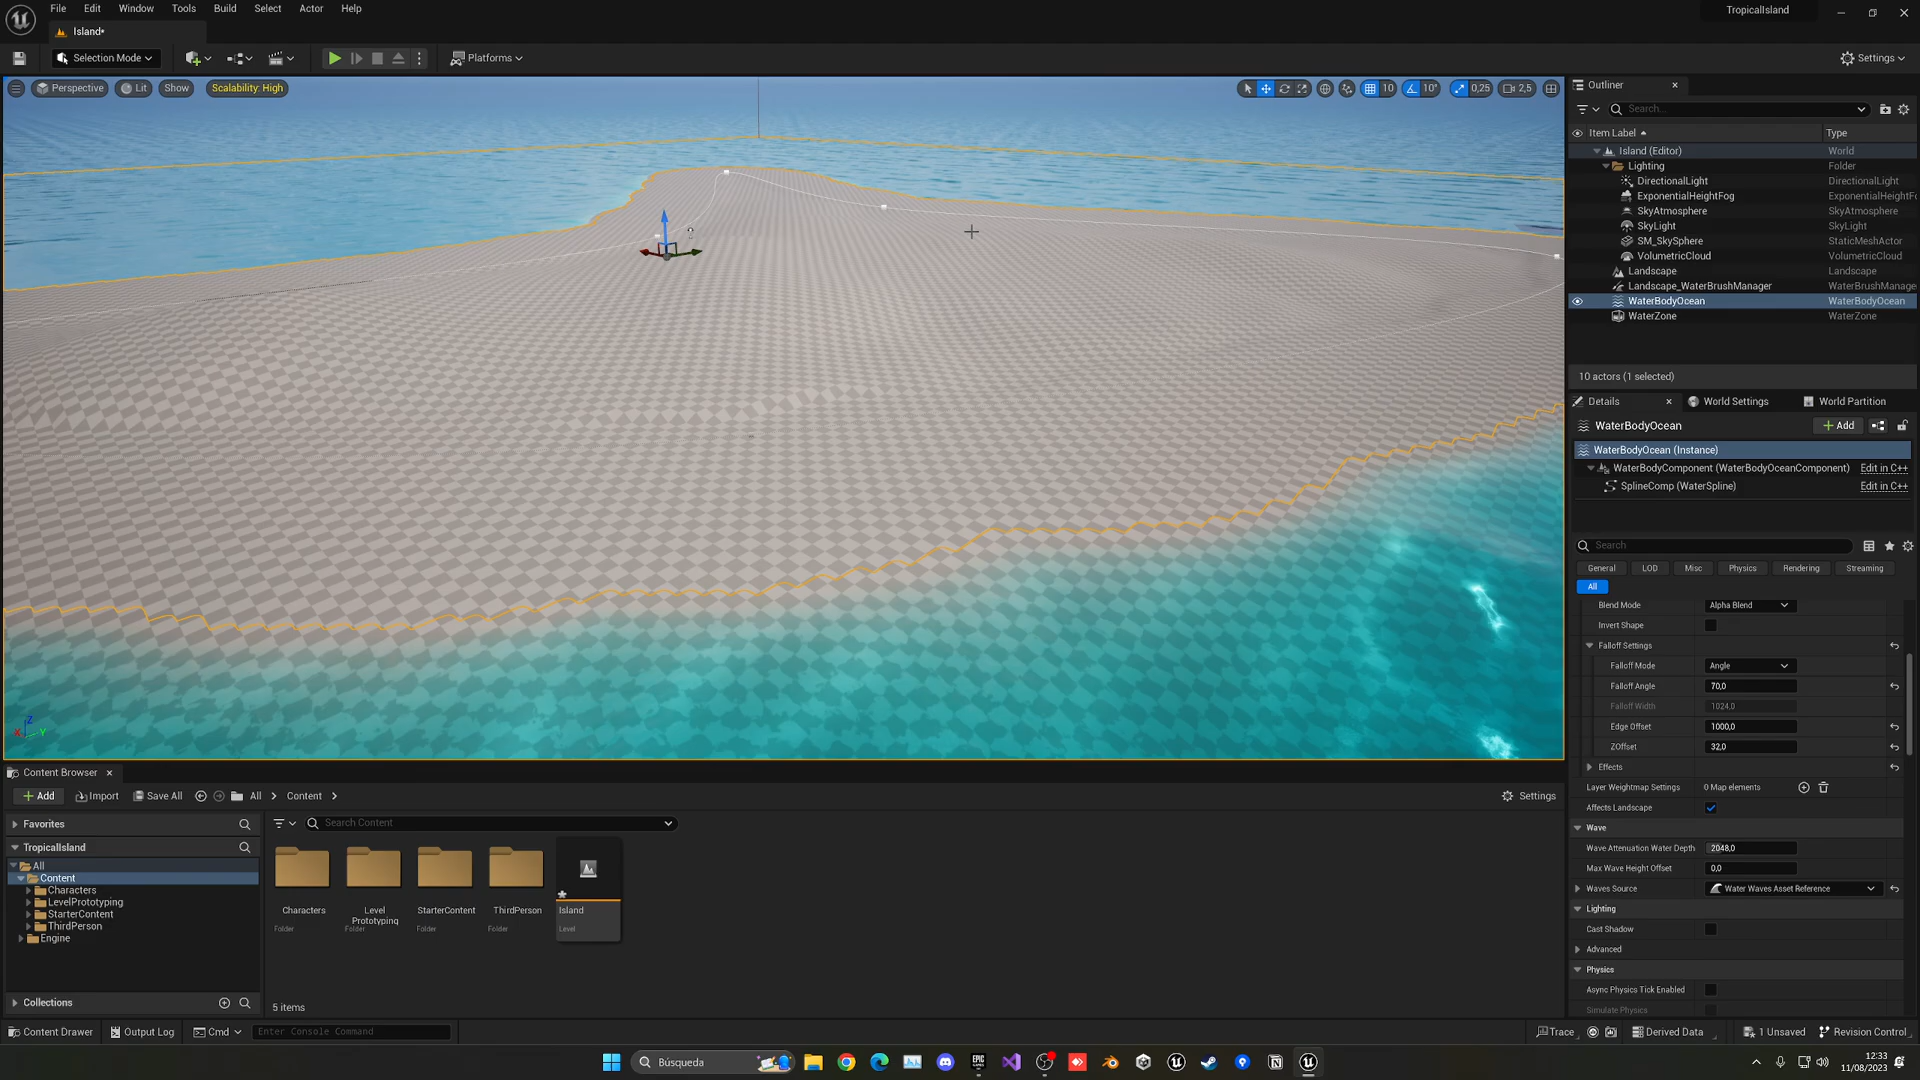 File Edit Window Tools Build Select Actor Help
TropicalIsland
Island*
Selection Mode
Platforms
Settings
Perspective Lit Show Scalability: High
10 10° 0,25 2,5
Outliner
Search...
Item Label Type
Island (Editor) World
Lighting Folder
DirectionalLight DirectionalLight
ExponentialHeightFog ExponentialHeightF
SkyAtmosphere SkyAtmosphere
SkyLight SkyLight
SM_SkySphere StaticMeshActor
VolumetricCloud VolumetricCloud
Landscape Landscape
Landscape_WaterBrushManager WaterBrushManage
WaterBodyOcean WaterBodyOcean
WaterZone WaterZone
10 actors (1 selected)
Details World Settings World Partition
WaterBodyOcean Add
WaterBodyOcean (Instance)
WaterBodyComponent (WaterBodyOceanComponent) Edit in C++
SplineComp (WaterSpline) Edit in C++
Search
General LOD Misc Physics Rendering Streaming
All
Blend Mode Alpha Blend
Invert Shape
Falloff Settings
Falloff Mode Angle
Falloff Angle 70,0
Falloff Width 1024,0
Edge Offset 1000,0
ZOffset 32,0
Effects
Layer Weightmap Settings 0 Map elements
Affects Landscape
Wave
Wave Attenuation Water Depth 2048,0
Max Wave Height Offset 0,0
Waves Source Water Waves Asset Reference
Lighting
Cast Shadow
Advanced
Physics
Async Physics Tick Enabled
Simulate Physics
Z
X
Y
Content Browser
Add Import Save All All Content Settings
Favorites
Search Content
TropicalIsland
All
Content
Characters
LevelPrototyping
StarterContent
ThirdPerson
Engine
Collections
Characters
Folder
Level
Prototyping
Folder
StarterContent
Folder
ThirdPerson
Folder
Island
Level
5 items
Content Drawer Output Log Cmd Enter Console Command
Trace Derived Data 1 Unsaved Revision Control
Búsqueda
EPIC
GAMES
12:33
11/08/2023